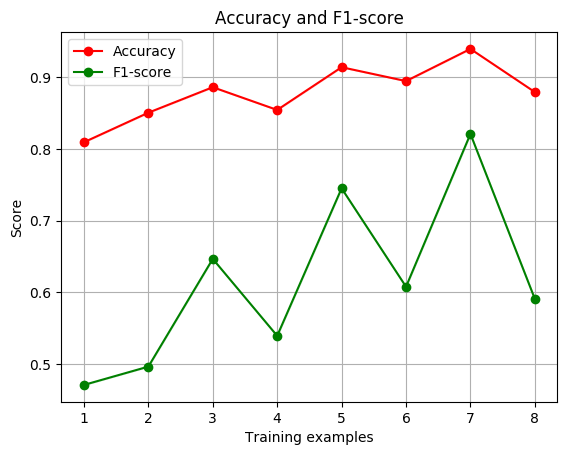 Accuracy and F1-score
Accuracy
F1-score
0.9
0.8
0.7
0.6
0.5
Score
1 2 3 4 5 6 7 8
Training examples